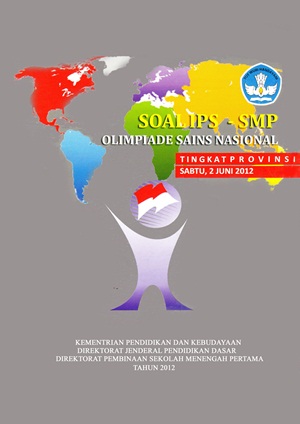 SOAL IPS - SMP
OLIMPIADE SAINS NASIONAL
TINGKAT PROVINSI
SABTU, 2 JUNI 2012
KEMENTRIAN PENDIDIKAN DAN KEBUDAYAAN
DIREKTORAT JENDERAL PENDIDIKAN DASAR
DIREKTORAT PEMBINAAN SEKOLAH MENENGAH PERTAMA
TAHUN 2012